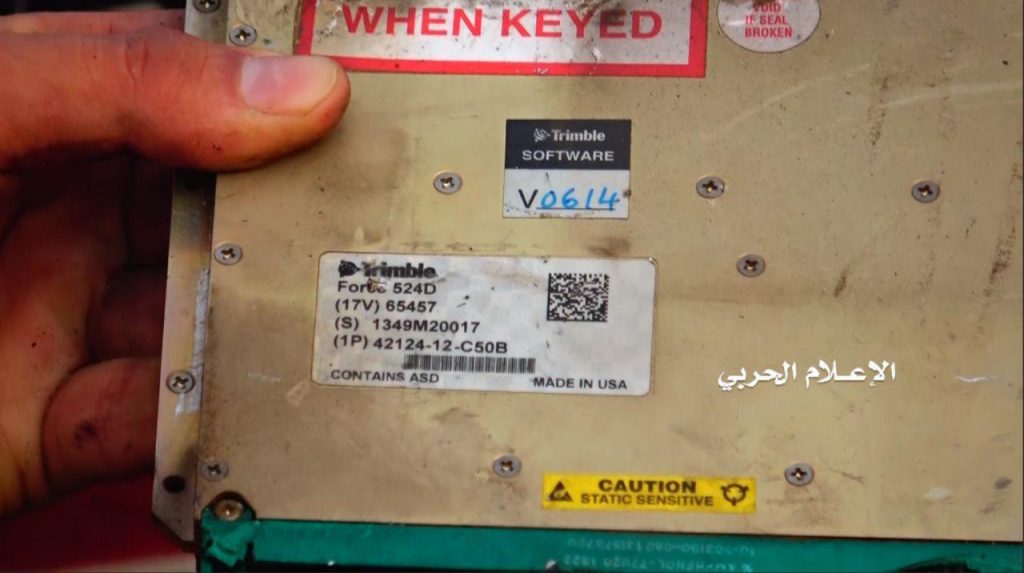 WHEN KEYED
VOID
IF SEAL
BROKEN
Trimble
SOFTWARE
V0614
Trimble
Force 524D
(17V) 65457
(S) 1349M20017
(1P) 42124-12-C50B
CONTAINS ASD
MADE IN USA
الإعلام الحربي
CAUTION
STATIC SENSITIVE